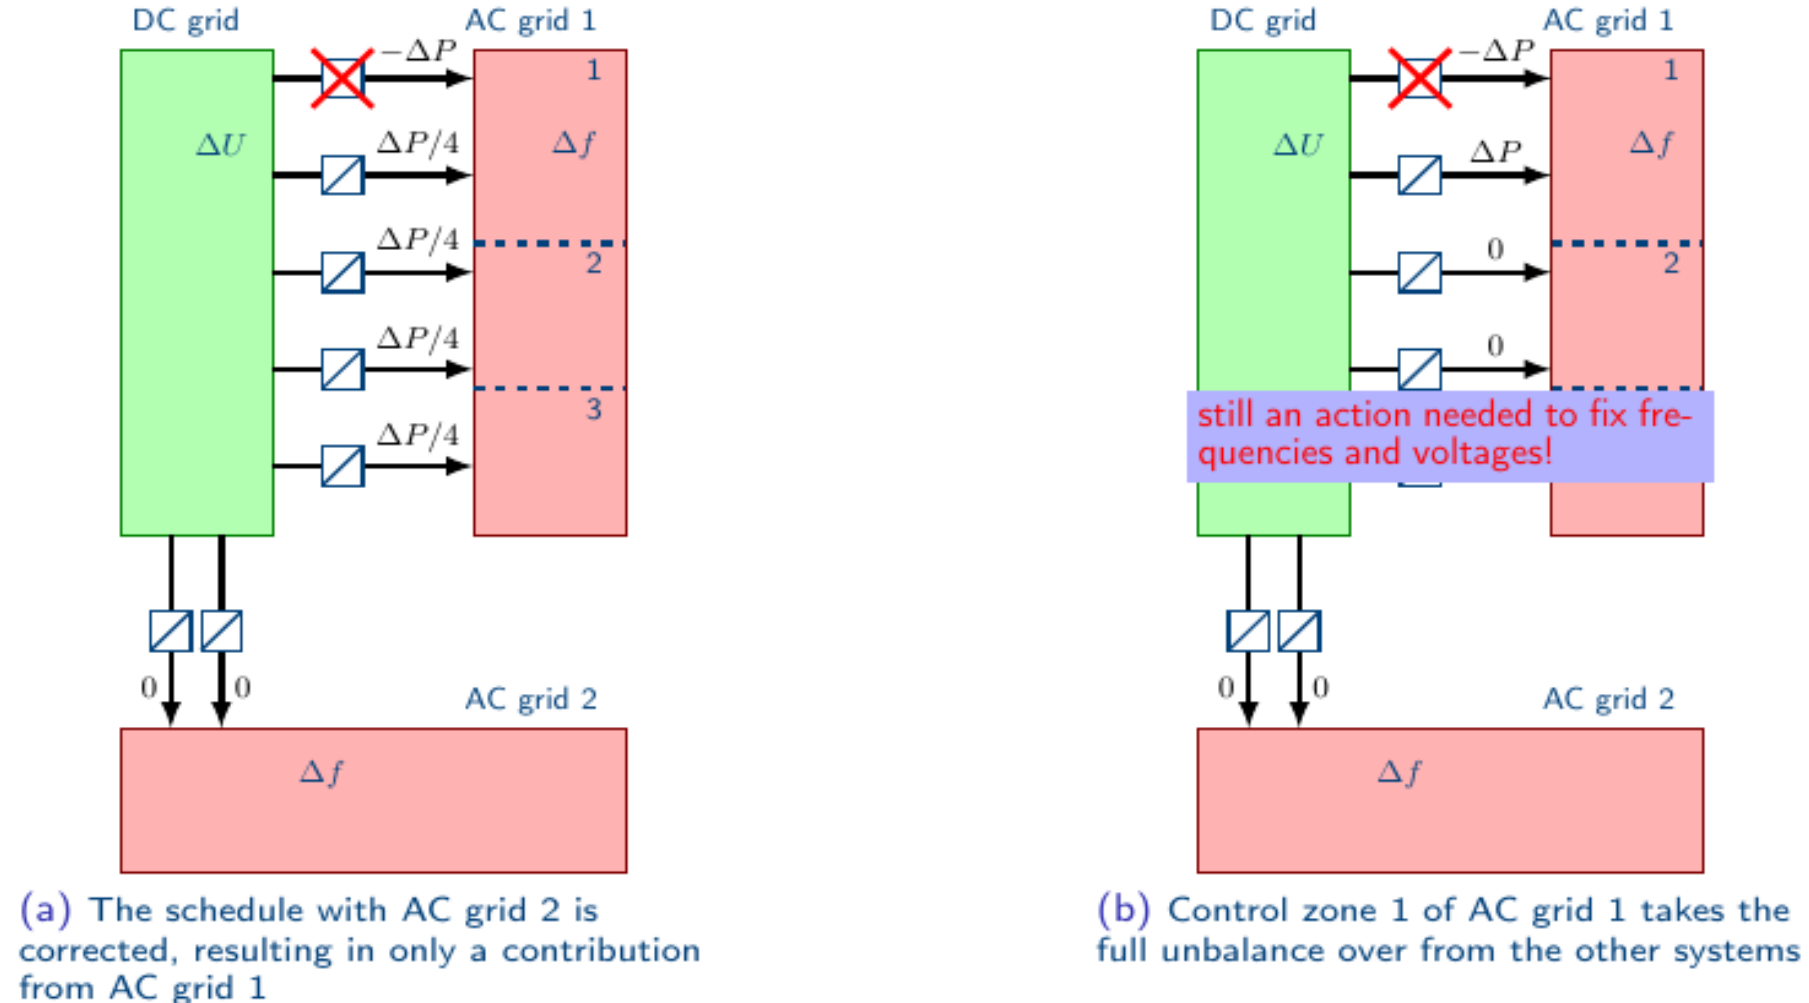 DC grid
AC grid 1
−ΔP
1
ΔU
ΔP/4
Δf
ΔP/4
2
ΔP/4
3
ΔP/4
0
0
AC grid 2
Δf
(a) The schedule with AC grid 2 is
corrected, resulting in only a contribution
from AC grid 1
DC grid
AC grid 1
−ΔP
1
ΔU
ΔP
Δf
0
2
0
still an action needed to fix fre-
quencies and voltages!
0
0
AC grid 2
Δf
(b) Control zone 1 of AC grid 1 takes the
full unbalance over from the other systems